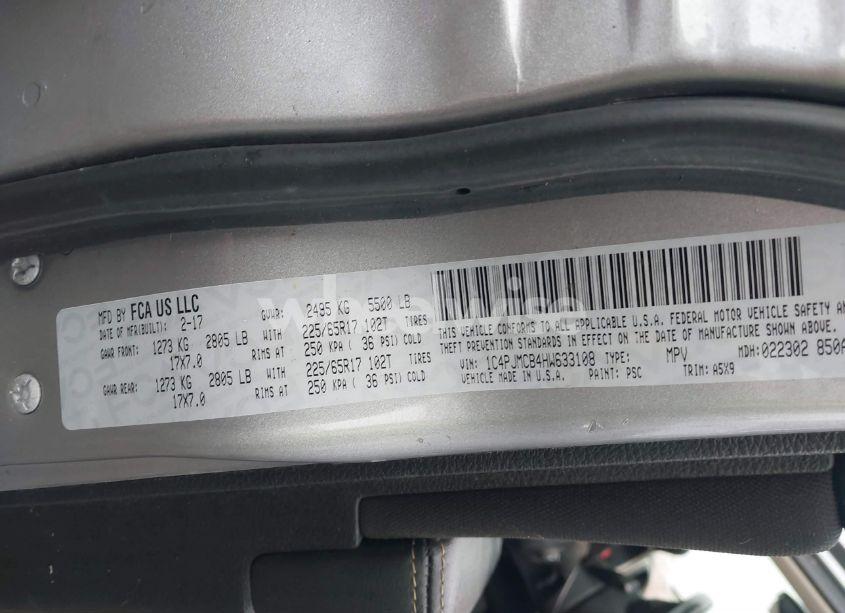 MFD BY FCA US LLC
DATE OF MFR(BUILT): 2-17 GVWR: 2495 KG 5500 LB
GAWR FRONT: 1273 KG 2805 LB WITH 225/65R17 102T TIRES
17X7.0 RIMS AT 250 KPA ( 36 PSI) COLD
GAWR REAR: 1273 KG 2805 LB WITH 225/65R17 102T TIRES
17X7.0 RIMS AT 250 KPA ( 36 PSI) COLD
THIS VEHICLE CONFORMS TO ALL APPLICABLE U.S.A. FEDERAL MOTOR VEHICLE SAFETY AN
THEFT PREVENTION STANDARDS IN EFFECT ON THE DATE OF MANUFACTURE SHOWN ABOVE.
VIN: 1C4PJMCB4HW633108 TYPE: MPV MDH:022302 850A
VEHICLE MADE IN U.S.A. PAINT: PSC TRIM: A5X9